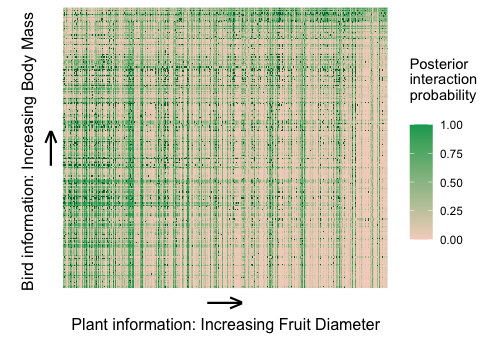 Bird information: Increasing Body Mass
Plant information: Increasing Fruit Diameter
Posterior
interaction
probability
1.00
0.75
0.50
0.25
0.00